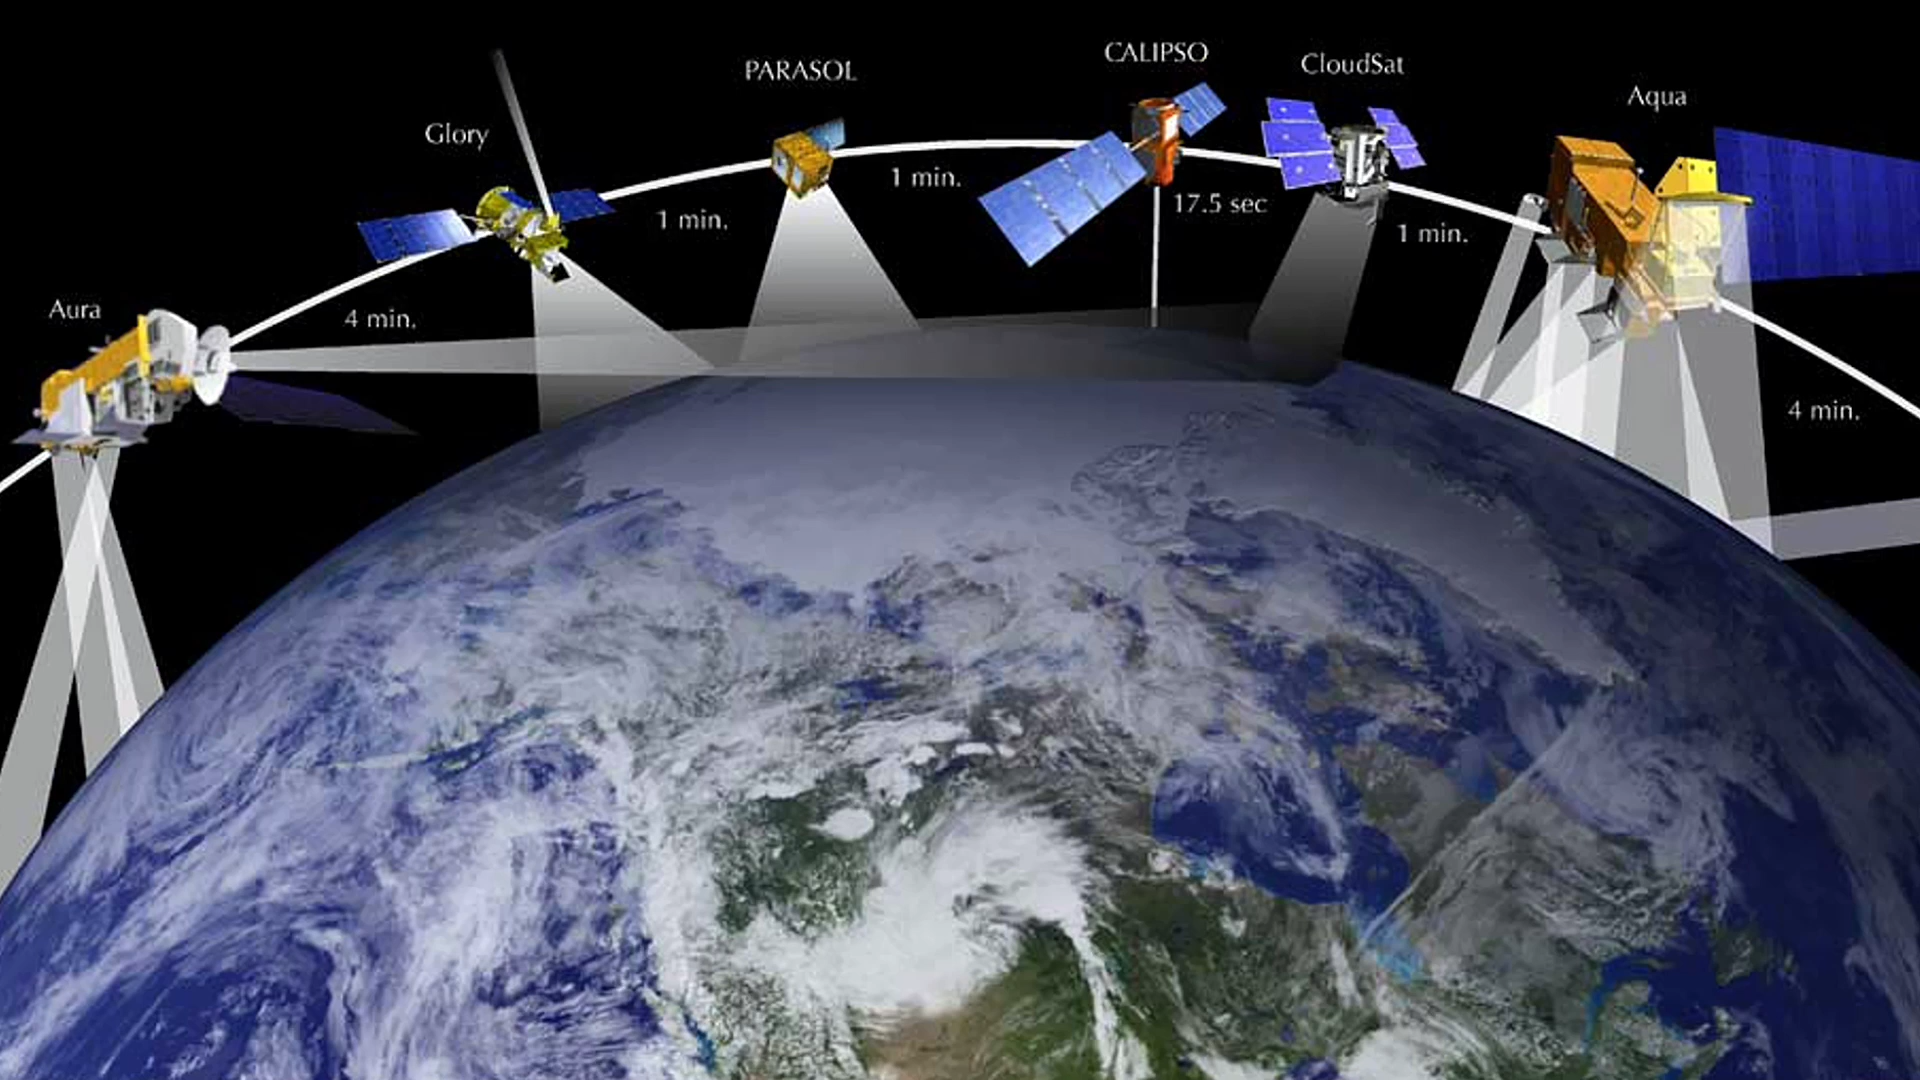 CALIPSO
CloudSat
PARASOL
Aqua
Glory
1 min.
17.5 sec
1 min.
1 min.
Aura
4 min.
4 min.